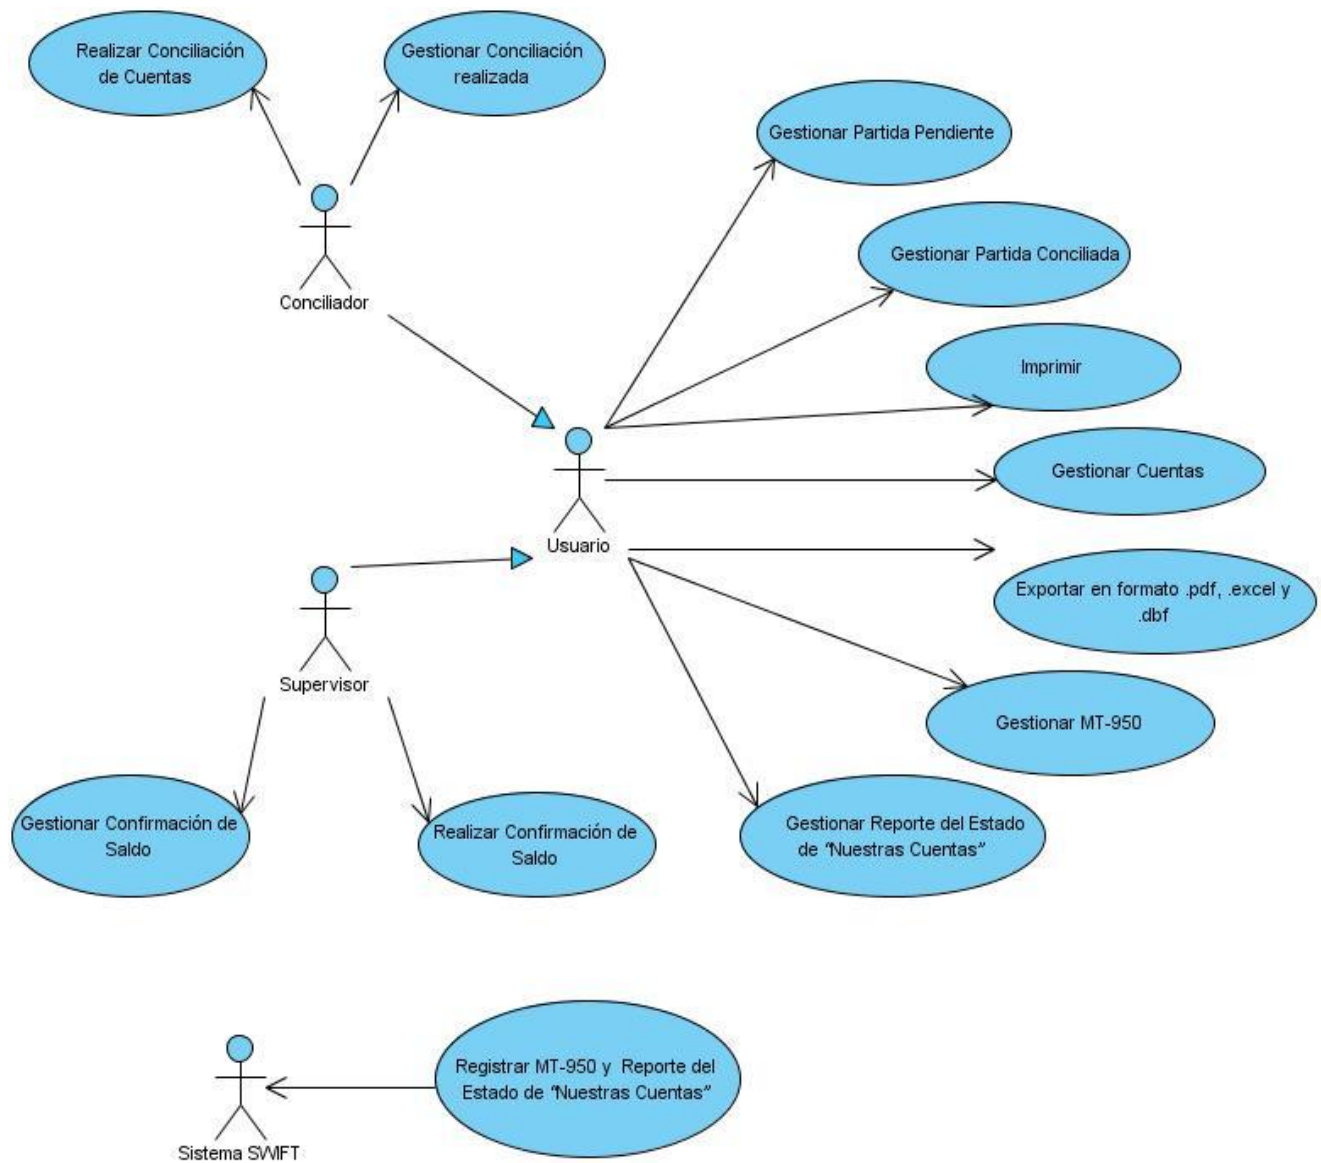 Realizar Conciliación
de Cuentas
Gestionar Conciliación
realizada
Gestionar Partida Pendiente
Gestionar Partida Conciliada
Conciliador
Imprimir
Gestionar Cuentas
Usuario
Exportar en formato .pdf, .excel y
.dbf
Supervisor
Gestionar MT-950
Gestionar Confirmación de
Saldo
Realizar Confirmación de
Saldo
Gestionar Reporte del Estado
de “Nuestras Cuentas”
Registrar MT-950 y Reporte del
Estado de “Nuestras Cuentas”
Sistema SWIFT